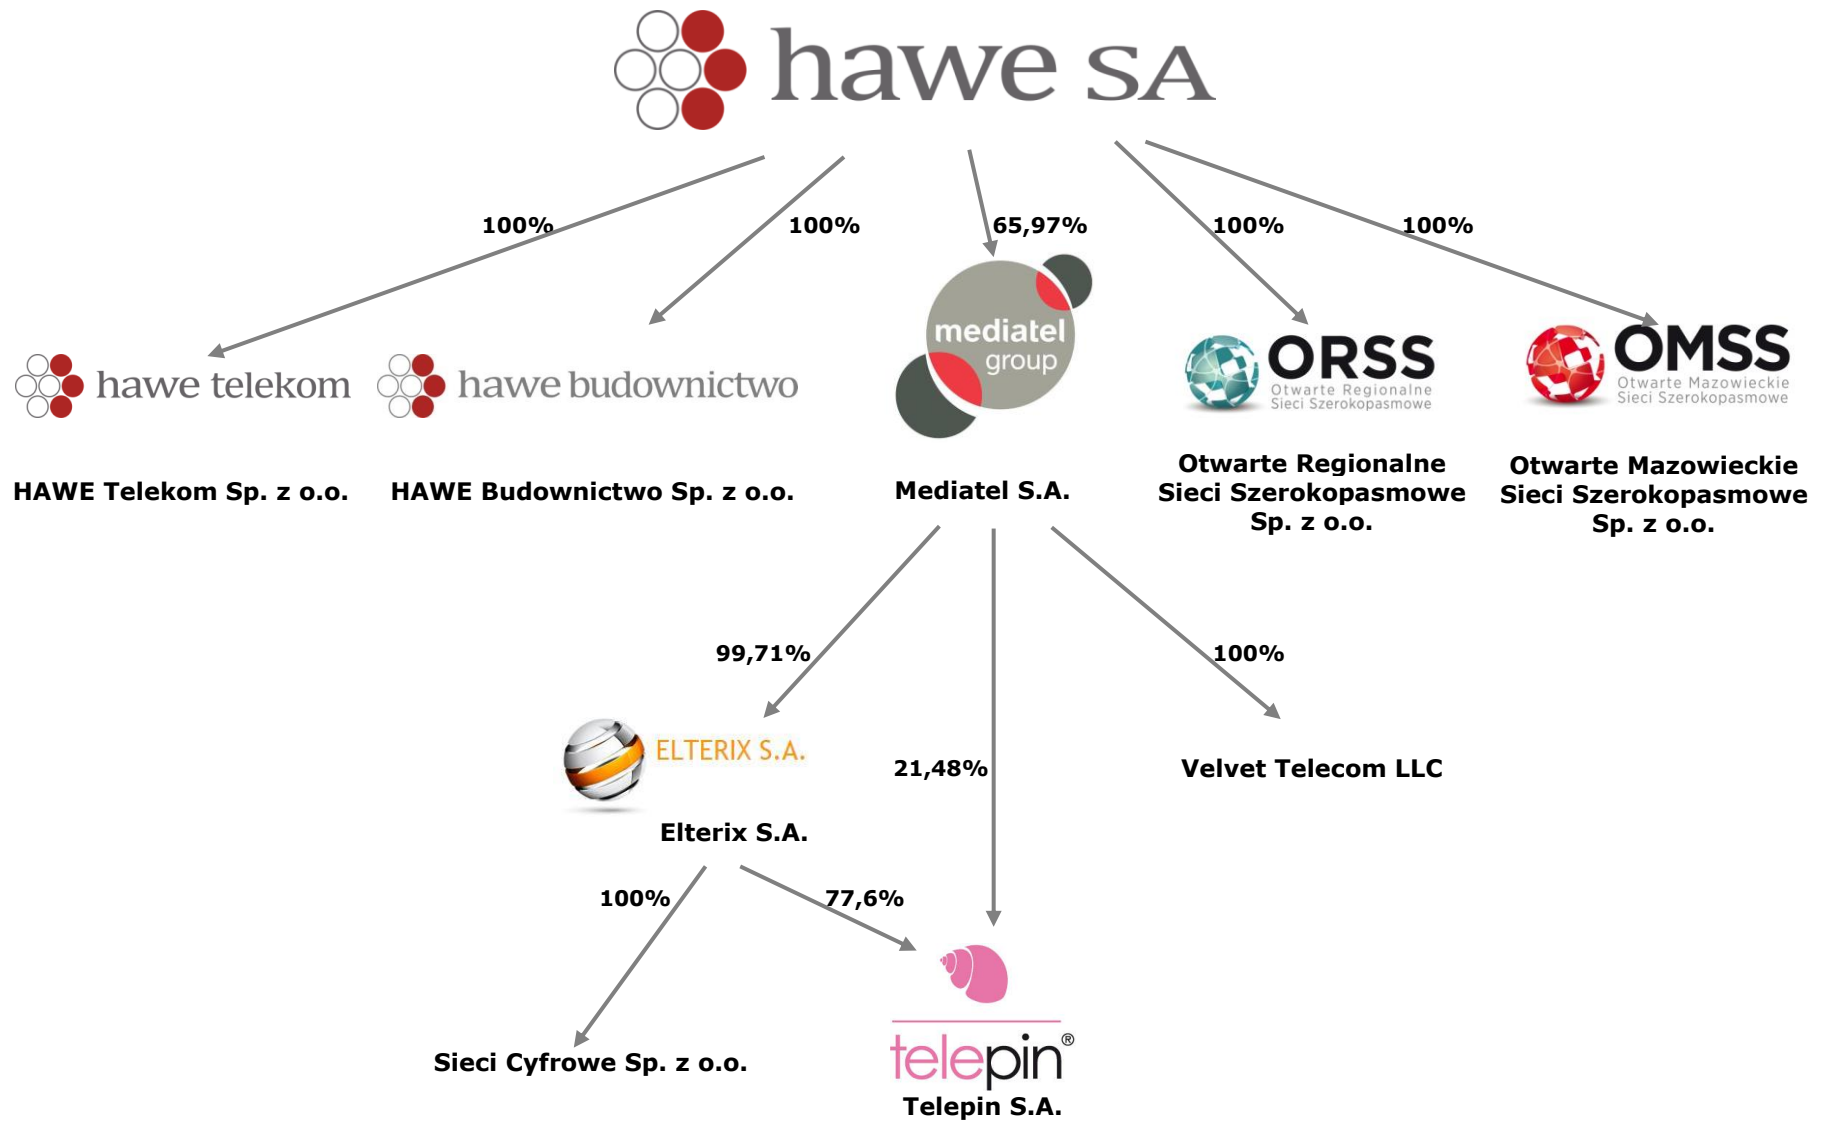 hawe SA
100%
100%
65,97%
100%
100%
hawe telekom
hawe budownictwo
mediatel
group
ORSS
Otwarte Regionalne
Sieci Szerokopasmowe
OMSS
Otwarte Mazowieckie
Sieci Szerokopasmowe
HAWE Telekom Sp. z o.o.
HAWE Budownictwo Sp. z o.o.
Mediatel S.A.
Otwarte Regionalne
Sieci Szerokopasmowe
Sp. z o.o.
Otwarte Mazowieckie
Sieci Szerokopasmowe
Sp. z o.o.
99,71%
100%
ELTERIX S.A.
21,48%
Velvet Telecom LLC
Elterix S.A.
100%
77,6%
Sieci Cyfrowe Sp. z o.o.
telepin®
Telepin S.A.